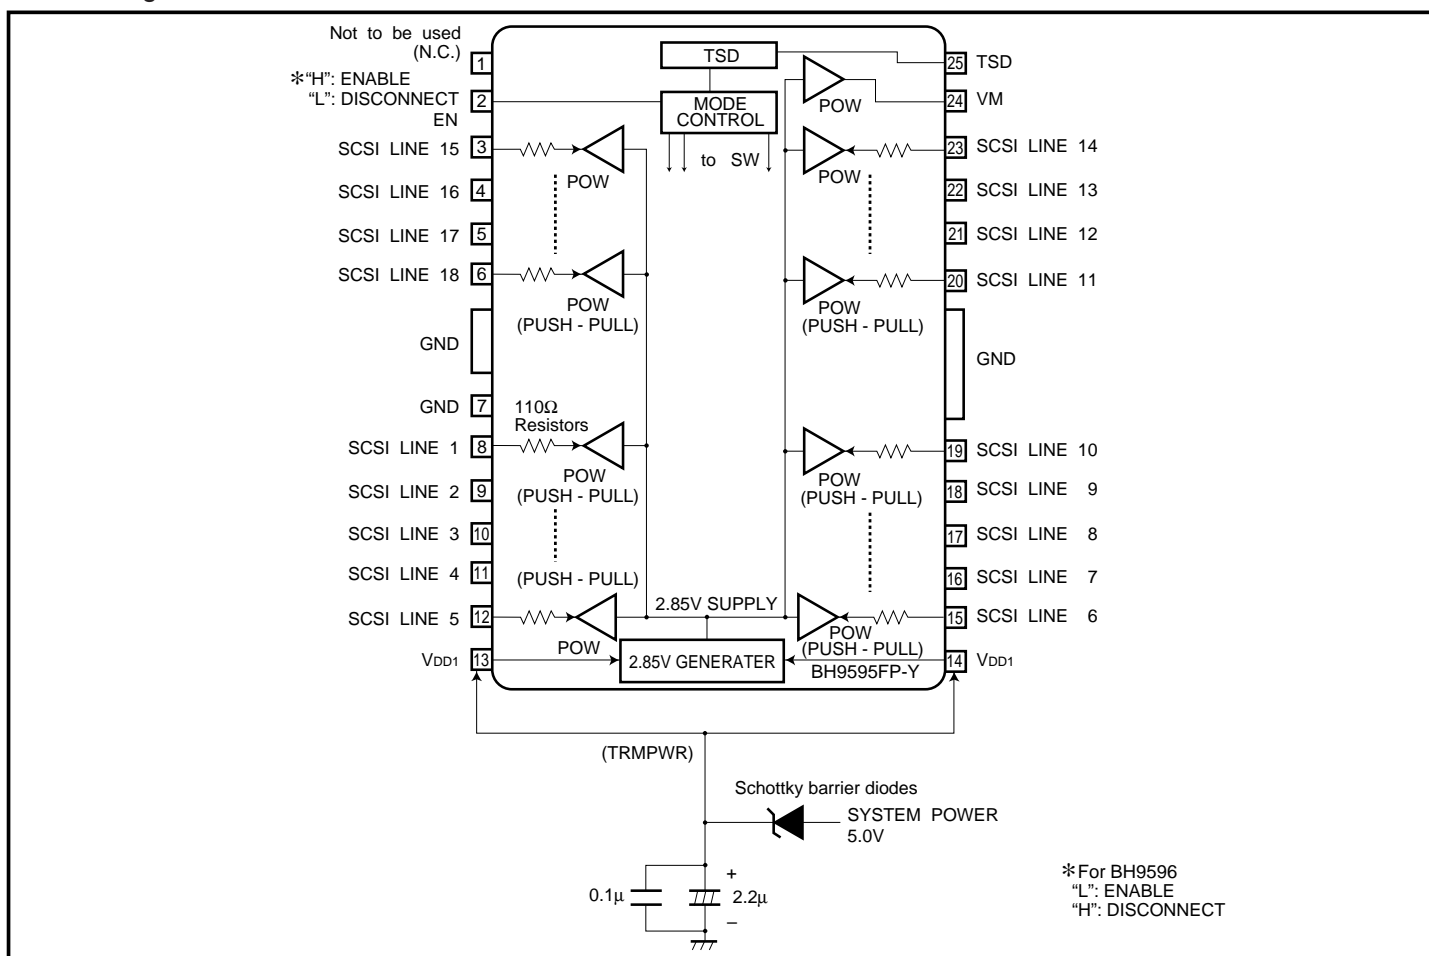 Not to be used
(N.C.)
1
*“H”: ENABLE
“L”: DISCONNECT
EN
2
SCSI LINE 15 3
SCSI LINE 16 4
SCSI LINE 17 5
SCSI LINE 18 6
GND
GND 7
SCSI LINE 1 8
SCSI LINE 2 9
SCSI LINE 3 10
SCSI LINE 4 11
SCSI LINE 5 12
VDD1 13
TSD
MODE
CONTROL
to SW
POW
POW
(PUSH - PULL)
110Ω
Resistors
POW
(PUSH - PULL)
(PUSH - PULL)
POW
2.85V SUPPLY
2.85V GENERATER
POW
POW
POW
(PUSH - PULL)
POW
(PUSH - PULL)
POW
(PUSH - PULL)
BH9595FP-Y
25 TSD
24 VM
23 SCSI LINE 14
22 SCSI LINE 13
21 SCSI LINE 12
20 SCSI LINE 11
GND
19 SCSI LINE 10
18 SCSI LINE 9
17 SCSI LINE 8
16 SCSI LINE 7
15 SCSI LINE 6
14 VDD1
(TRMPWR)
Schottky barrier diodes
SYSTEM POWER
5.0V
0.1µ
+
2.2µ
–
*For BH9596
“L”: ENABLE
“H”: DISCONNECT